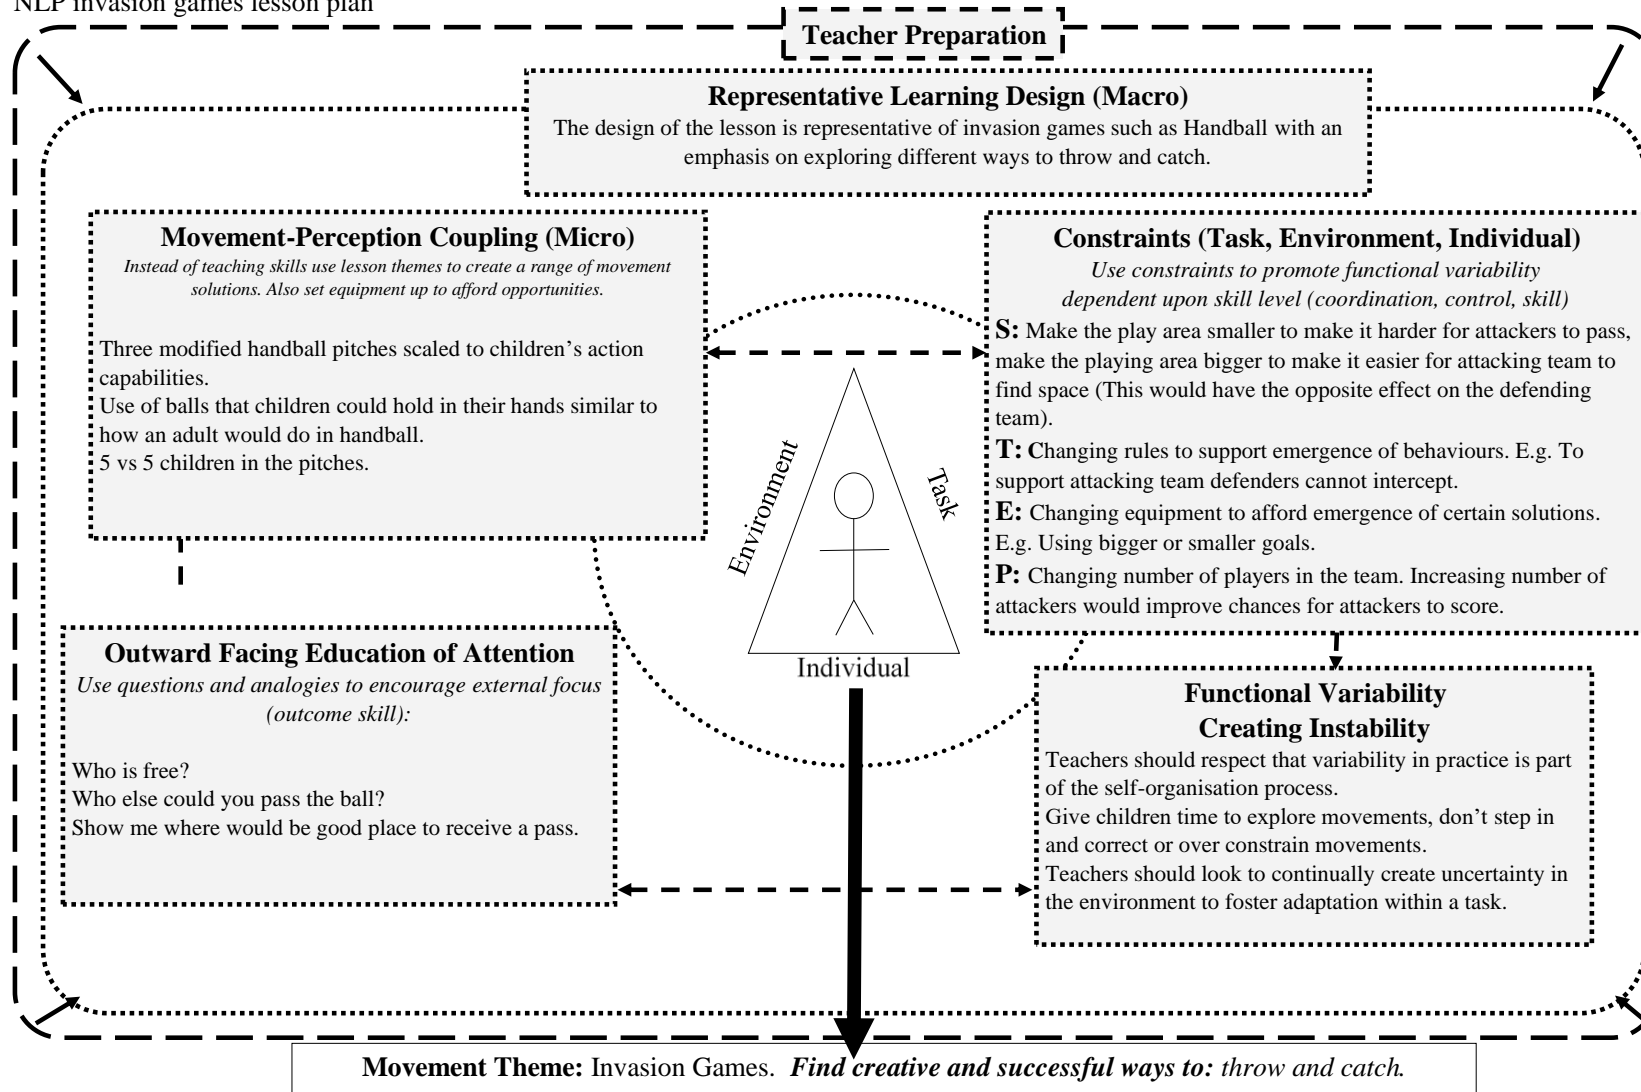 NLP invasion games lesson plan
Teacher Preparation
Representative Learning Design (Macro)
The design of the lesson is representative of invasion games such as Handball with an
emphasis on exploring different ways to throw and catch.
Movement-Perception Coupling (Micro)
Instead of teaching skills use lesson themes to create a range of movement
solutions. Also set equipment up to afford opportunities.
Three modified handball pitches scaled to children’s action
capabilities.
Use of balls that children could hold in their hands similar to
how an adult would do in handball.
5 vs 5 children in the pitches.
Constraints (Task, Environment, Individual)
Use constraints to promote functional variability
dependent upon skill level (coordination, control, skill)
S: Make the play area smaller to make it harder for attackers to pass,
make the playing area bigger to make it easier for attacking team to
find space (This would have the opposite effect on the defending
team).
T: Changing rules to support emergence of behaviours. E.g. To
support attacking team defenders cannot intercept.
E: Changing equipment to afford emergence of certain solutions.
E.g. Using bigger or smaller goals.
P: Changing number of players in the team. Increasing number of
attackers would improve chances for attackers to score.
Environment
Task
Individual
Outward Facing Education of Attention
Use questions and analogies to encourage external focus
(outcome skill):
Who is free?
Who else could you pass the ball?
Show me where would be good place to receive a pass.
Functional Variability
Creating Instability
Teachers should respect that variability in practice is part
of the self-organisation process.
Give children time to explore movements, don’t step in
and correct or over constrain movements.
Teachers should look to continually create uncertainty in
the environment to foster adaptation within a task.
Movement Theme: Invasion Games. Find creative and successful ways to: throw and catch.